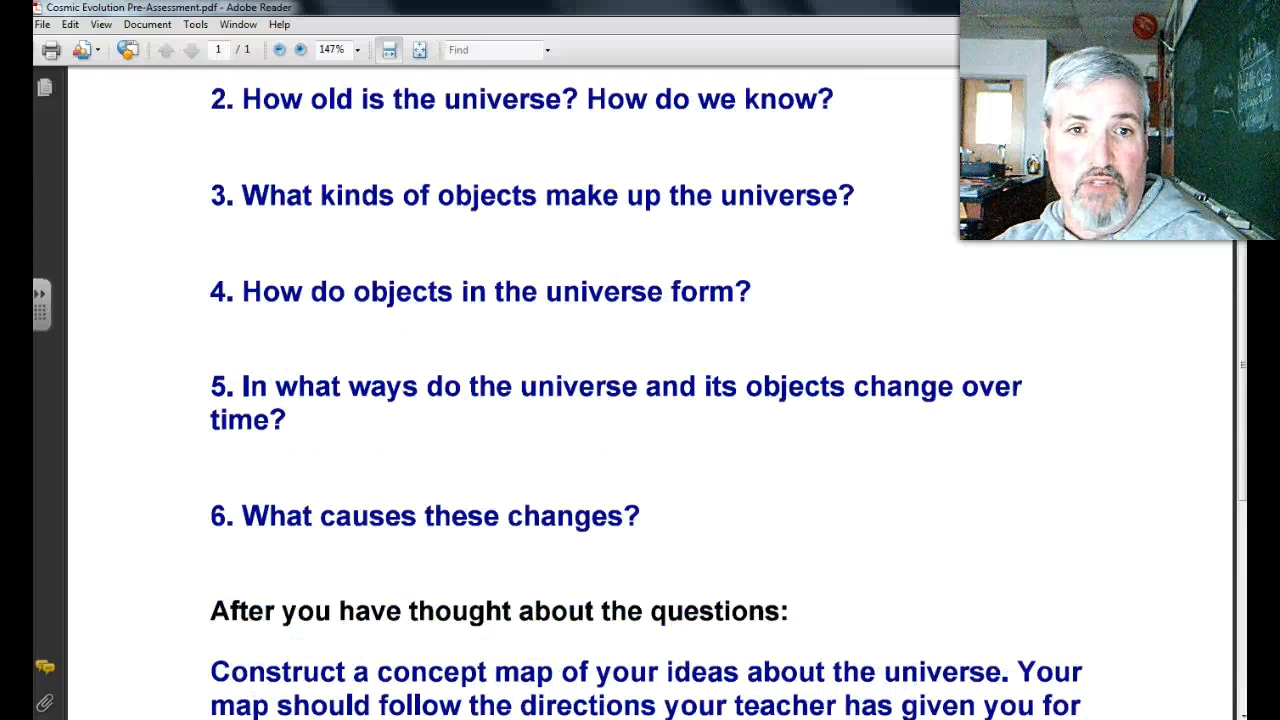 Cosmic Evolution Pre-Assessment.pdf - Adobe Reader
File Edit View Document Tools Window Help
1 / 1 147% Find
2. How old is the universe? How do we know?
3. What kinds of objects make up the universe?
4. How do objects in the universe form?
5. In what ways do the universe and its objects change over
time?
6. What causes these changes?
After you have thought about the questions:
Construct a concept map of your ideas about the universe. Your
map should follow the directions your teacher has given you for